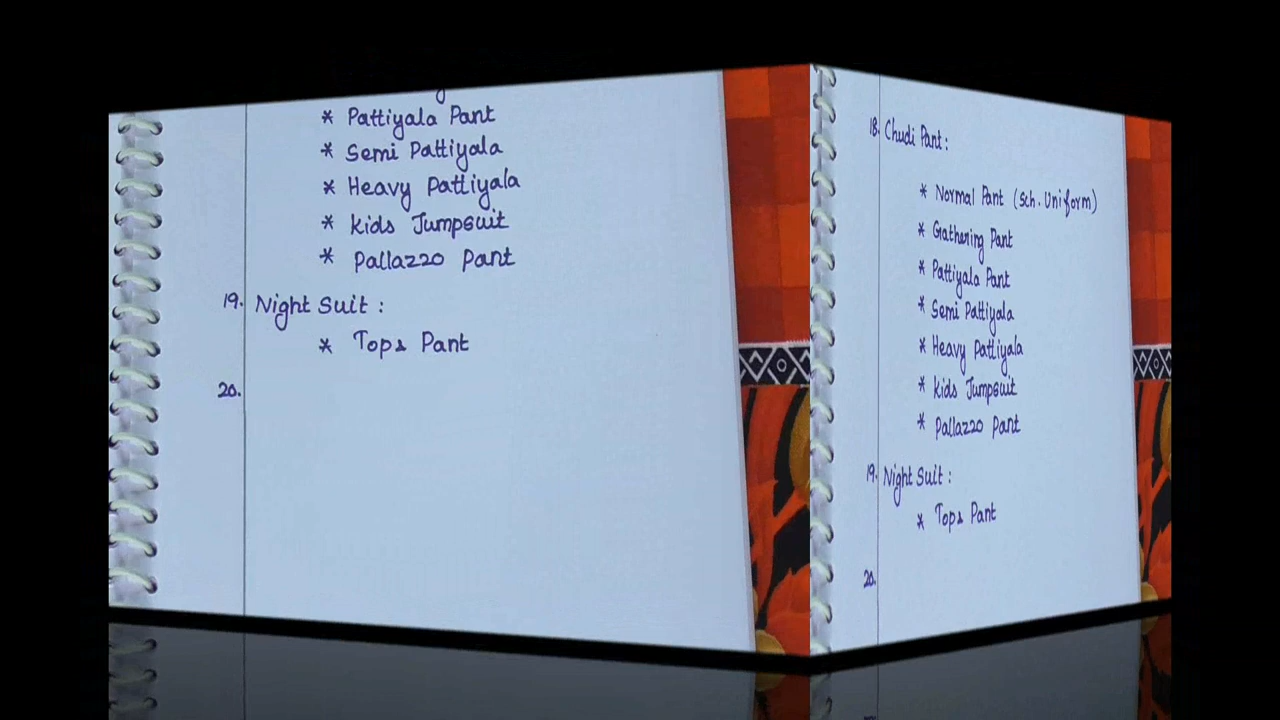 * Pattiyala Pant
* Semi Pattiyala
* Heavy Pattiyala
* Kids Jumpsuit
* Pallazzo Pant
19. Night Suit :
* Top & Pant
20.
18. Chudi Pant :
* Normal Pant (Sch. Uniform)
* Gathering Pant
* Pattiyala Pant
* Semi Pattiyala
* Heavy Pattiyala
* Kids Jumpsuit
* Pallazzo Pant
19. Night Suit :
* Top & Pant
20.